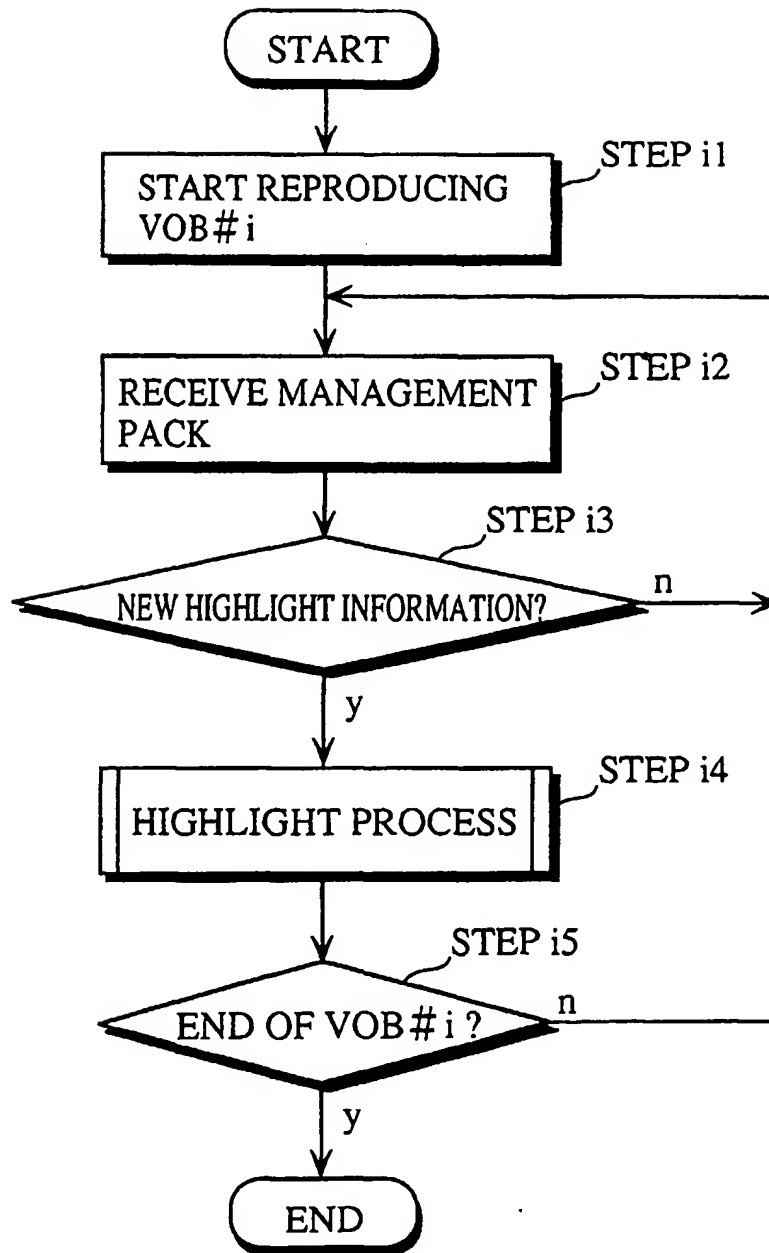 START
STEP i1
START REPRODUCING
VOB# i
STEP i2
RECEIVE MANAGEMENT
PACK
STEP i3
NEW HIGHLIGHT INFORMATION?
n
y
STEP i4
HIGHLIGHT PROCESS
STEP i5
END OF VOB# i ?
n
y
END